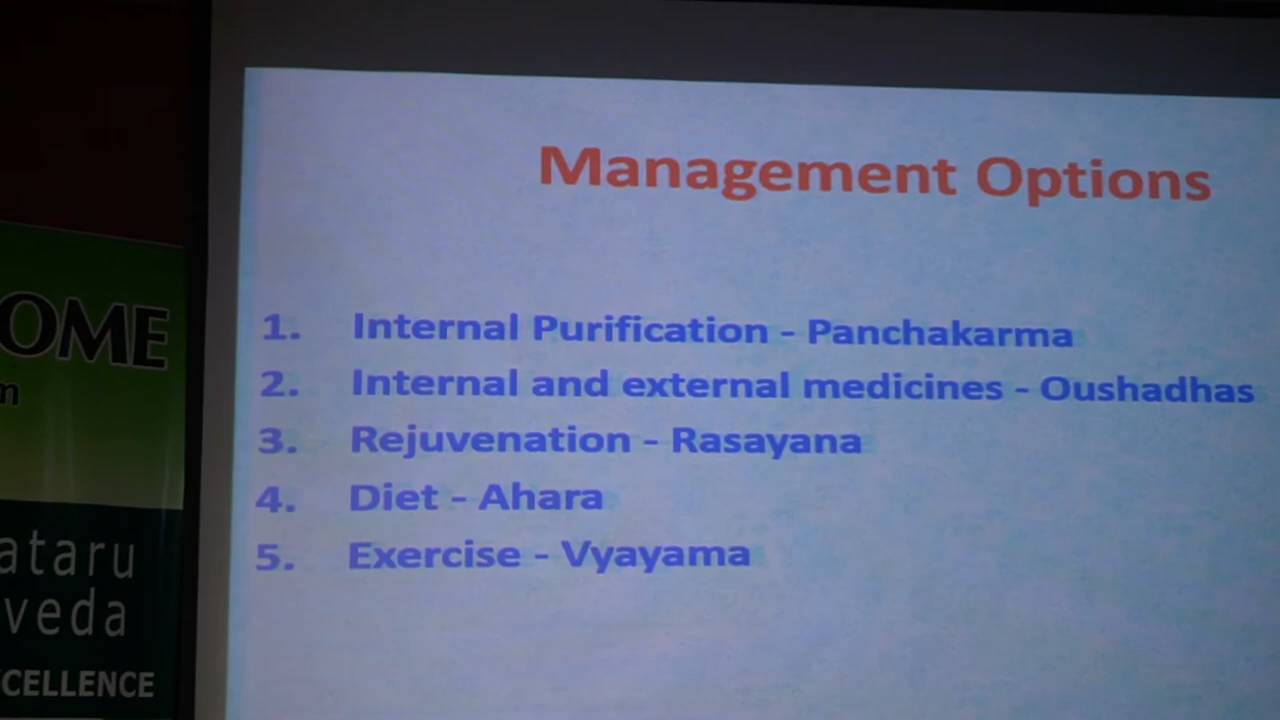 Management Options
1. Internal Purification - Panchakarma
2. Internal and external medicines - Oushadhas
3. Rejuvenation - Rasayana
4. Diet - Ahara
5. Exercise - Vyayama
OME
m
ataru
veda
CELLENCE